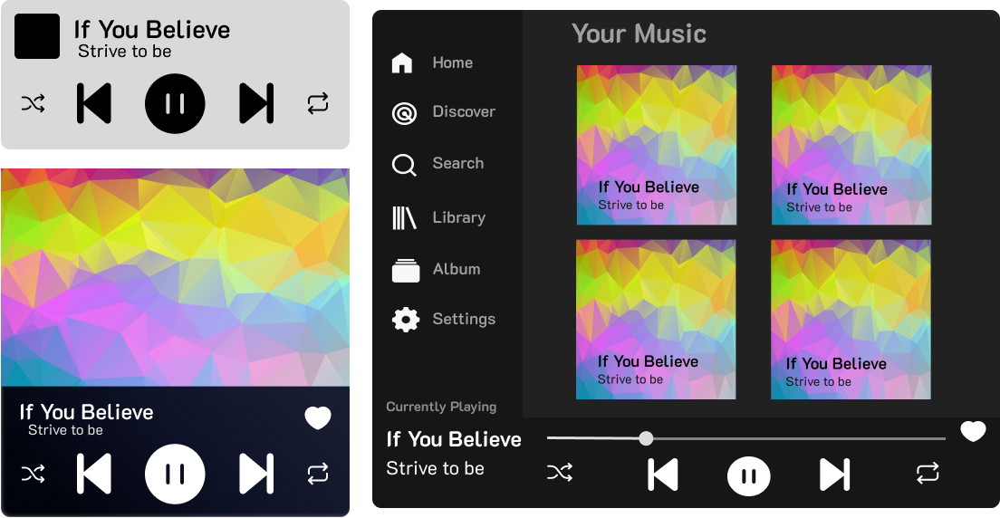 If You Believe
Strive to be
If You Believe
Strive to be
Your Music
Home
Discover
Search
Library
Album
Settings
If You Believe
Strive to be
If You Believe
Strive to be
If You Believe
Strive to be
If You Believe
Strive to be
Currently Playing
If You Believe
Strive to be